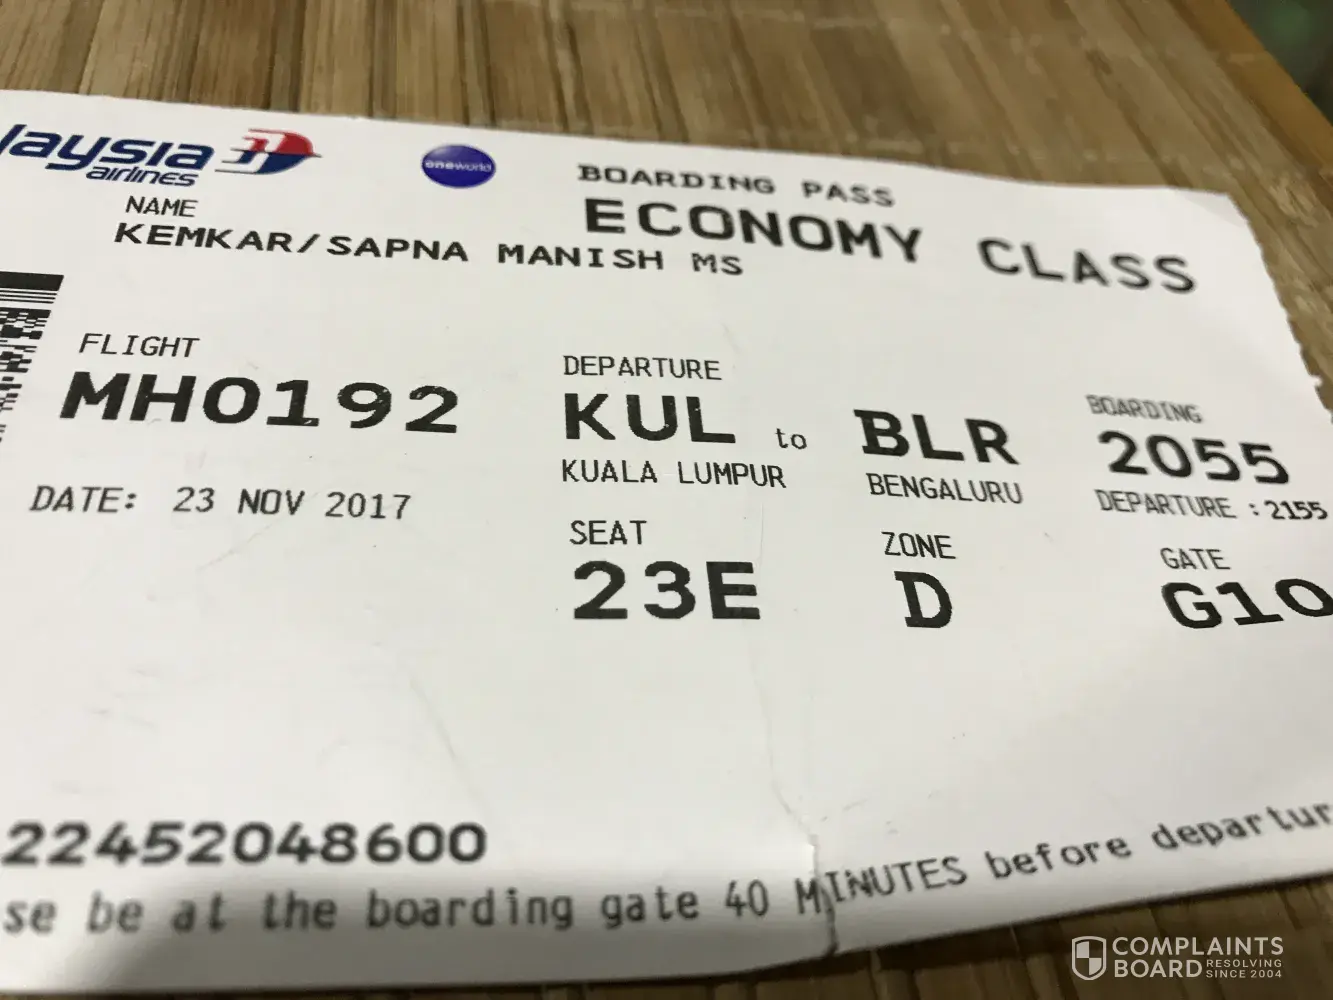 laysia
airlines
oneworld
BOARDING PASS
ECONOMY CLASS
NAME
KEMKAR/SAPNA MANISH MS
FLIGHT
MH0192
DATE: 23 NOV 2017
DEPARTURE
KUL to BLR
KUALA LUMPUR BENGALURU
BOARDING
2055
DEPARTURE :2155
SEAT ZONE GATE
23E D G10
22452048600
se be at the boarding gate 40 MINUTES before departur
COMPLAINTS
BOARD RESOLVING
SINCE 2004